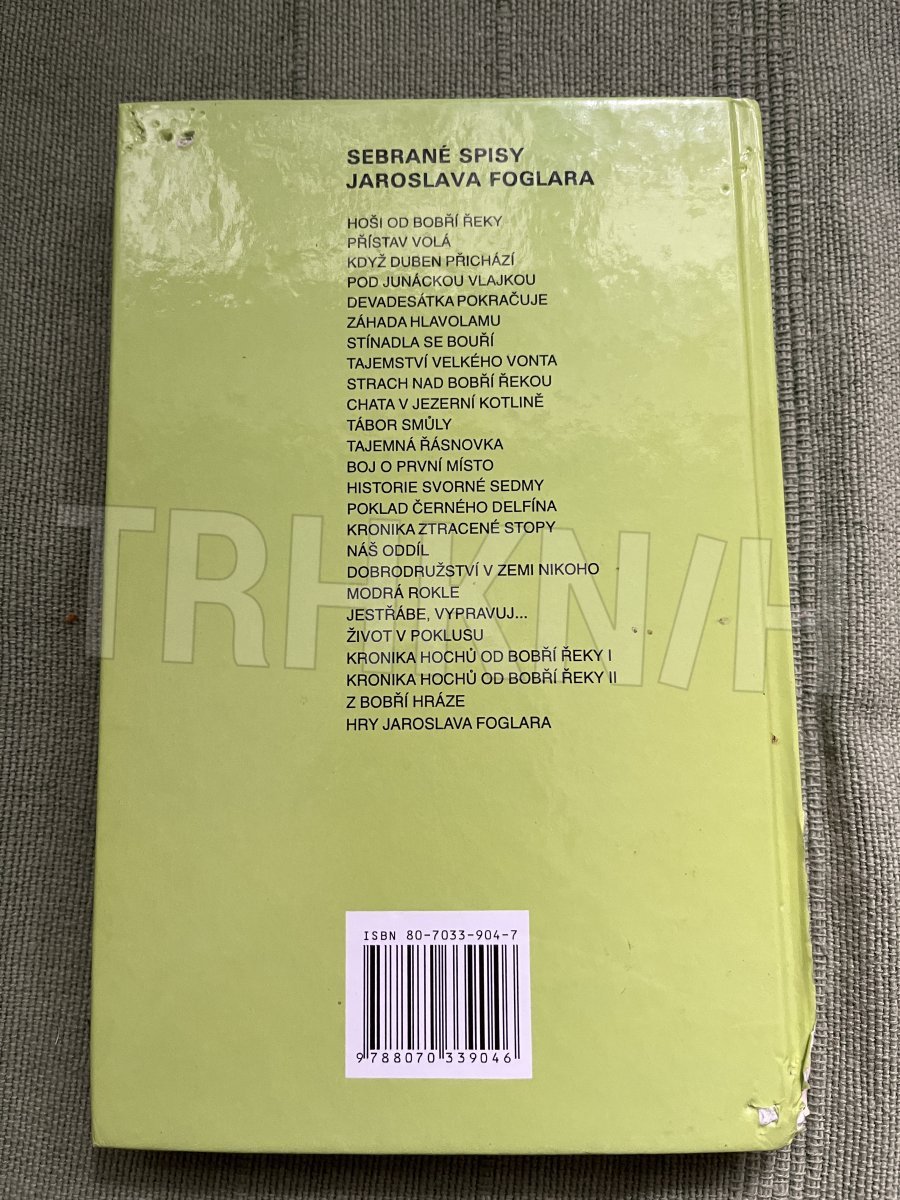 SEBRANÉ SPISY
JAROSLAVA FOGLARA
HOŠI OD BOBŘÍ ŘEKY
PŘÍSTAV VOLÁ
KDYŽ DUBEN PŘICHÁZÍ
POD JUNÁCKOU VLAJKOU
DEVADESÁTKA POKRAČUJE
ZÁHADA HLAVOLAMU
STÍNADLA SE BOUŘÍ
TAJEMSTVÍ VELKÉHO VONTA
STRACH NAD BOBŘÍ ŘEKOU
CHATA V JEZERNÍ KOTLINĚ
TÁBOR SMŮLY
TAJEMNÁ ŘÁSNOVKA
BOJ O PRVNÍ MÍSTO
HISTORIE SVORNÉ SEDMY
POKLAD ČERNÉHO DELFÍNA
KRONIKA ZTRACENÉ STOPY
NÁŠ ODDÍL
DOBRODRUŽSTVÍ V ZEMI NIKOHO
MODRÁ ROKLE
JESTŘÁBE, VYPRAVUJ...
ŽIVOT V POKLUSU
KRONIKA HOCHŮ OD BOBŘÍ ŘEKY I
KRONIKA HOCHŮ OD BOBŘÍ ŘEKY II
Z BOBŘÍ HRÁZE
HRY JAROSLAVA FOGLARA
TRHKNIH
ISBN 80-7033-904-7
9 788070 339046